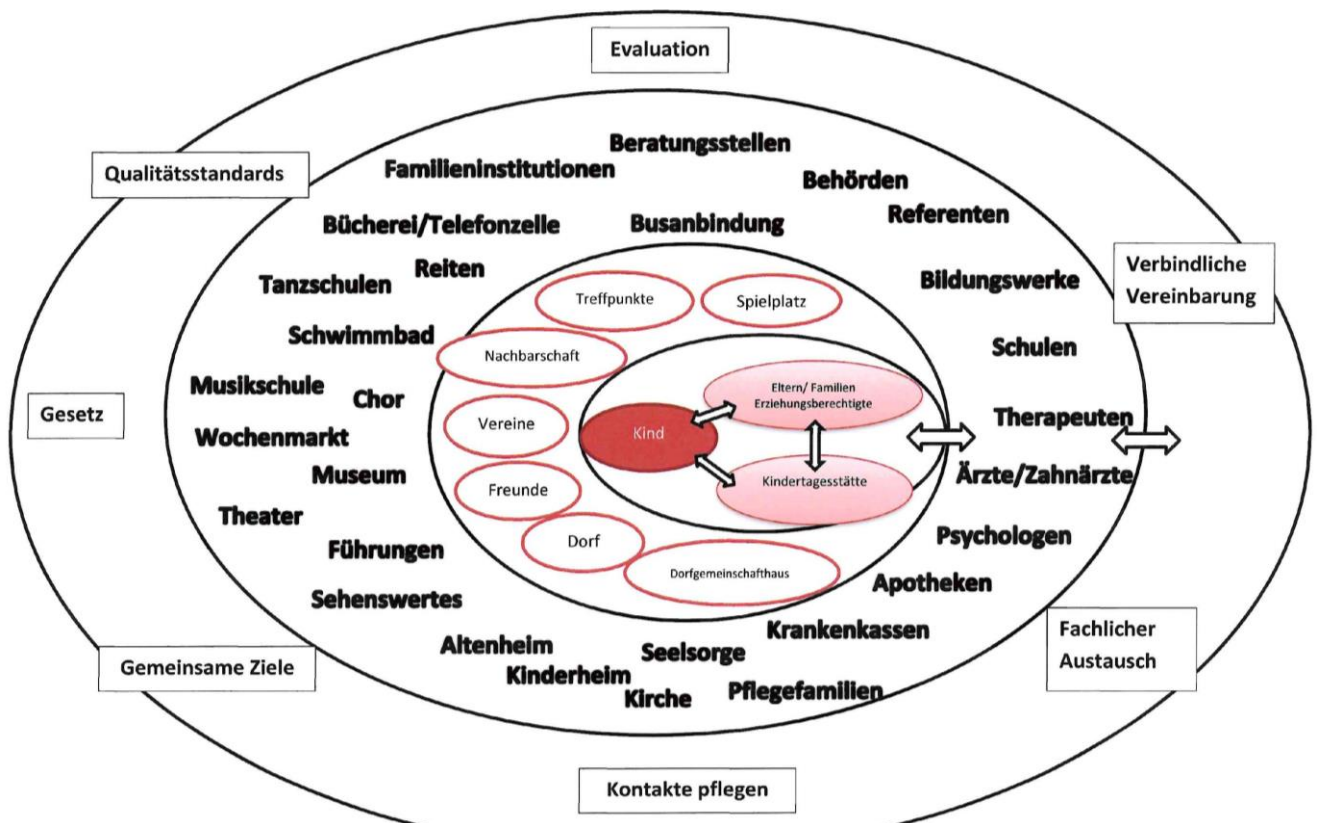 Evaluation
Beratungsstellen
Familieninstitutionen
Qualitätsstandards
Behörden
Referenten
Bücherei/Telefonzelle
Busanbindung
Reiten
Tanzschulen
Bildungswerke
Verbindliche
Vereinbarung
Treffpunkte
Spielplatz
Schwimmbad
Nachbarschaft
Schulen
Musikschule
Chor
Eltern/ Familien
Erziehungsberechtigte
Gesetz
Vereine
Kind
Therapeuten
Wochenmarkt
Museum
Freunde
Kindertagesstätte
Ärzte/Zahnärzte
Theater
Führungen
Dorf
Psychologen
Dorfgemeinschafthaus
Apotheken
Sehenswertes
Krankenkassen
Fachlicher
Austausch
Altenheim
Seelsorge
Gemeinsame Ziele
Kinderheim
Kirche
Pflegefamilien
Kontakte pflegen